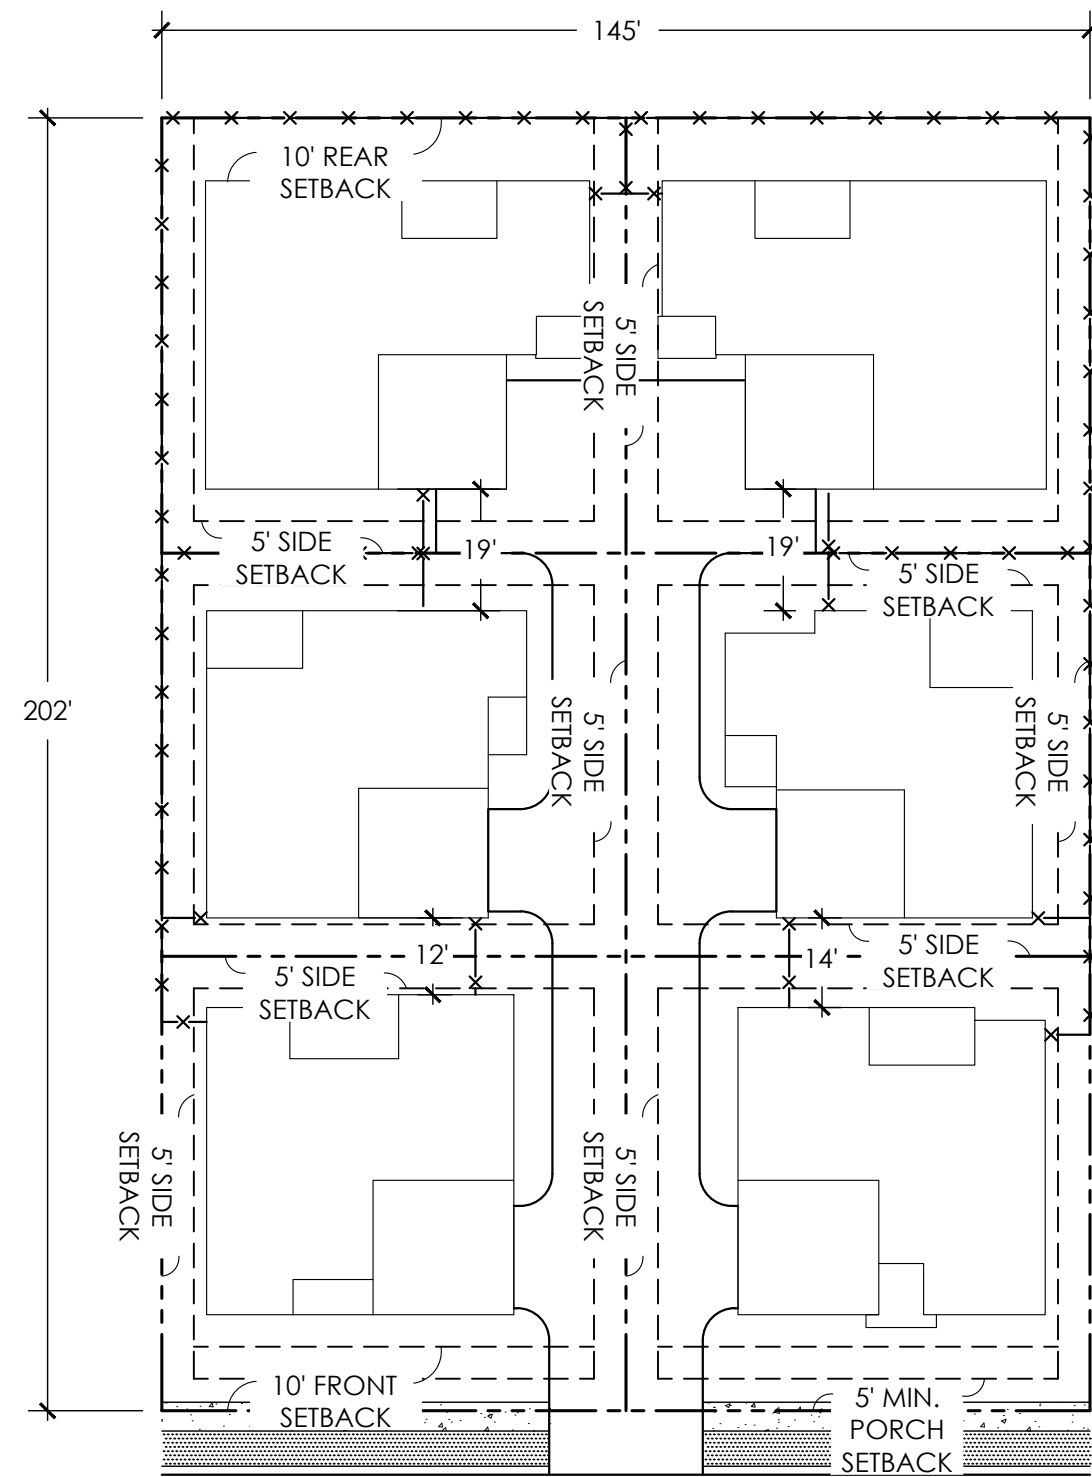 145'
10' REAR
SETBACK
5' SIDE
SETBACK
5' SIDE
SETBACK
19'
19'
5' SIDE
SETBACK
202'
5' SIDE
SETBACK
5' SIDE
SETBACK
12'
14'
5' SIDE
SETBACK
5' SIDE
SETBACK
5' SIDE
SETBACK
5' SIDE
SETBACK
10' FRONT
SETBACK
5' MIN.
PORCH
SETBACK